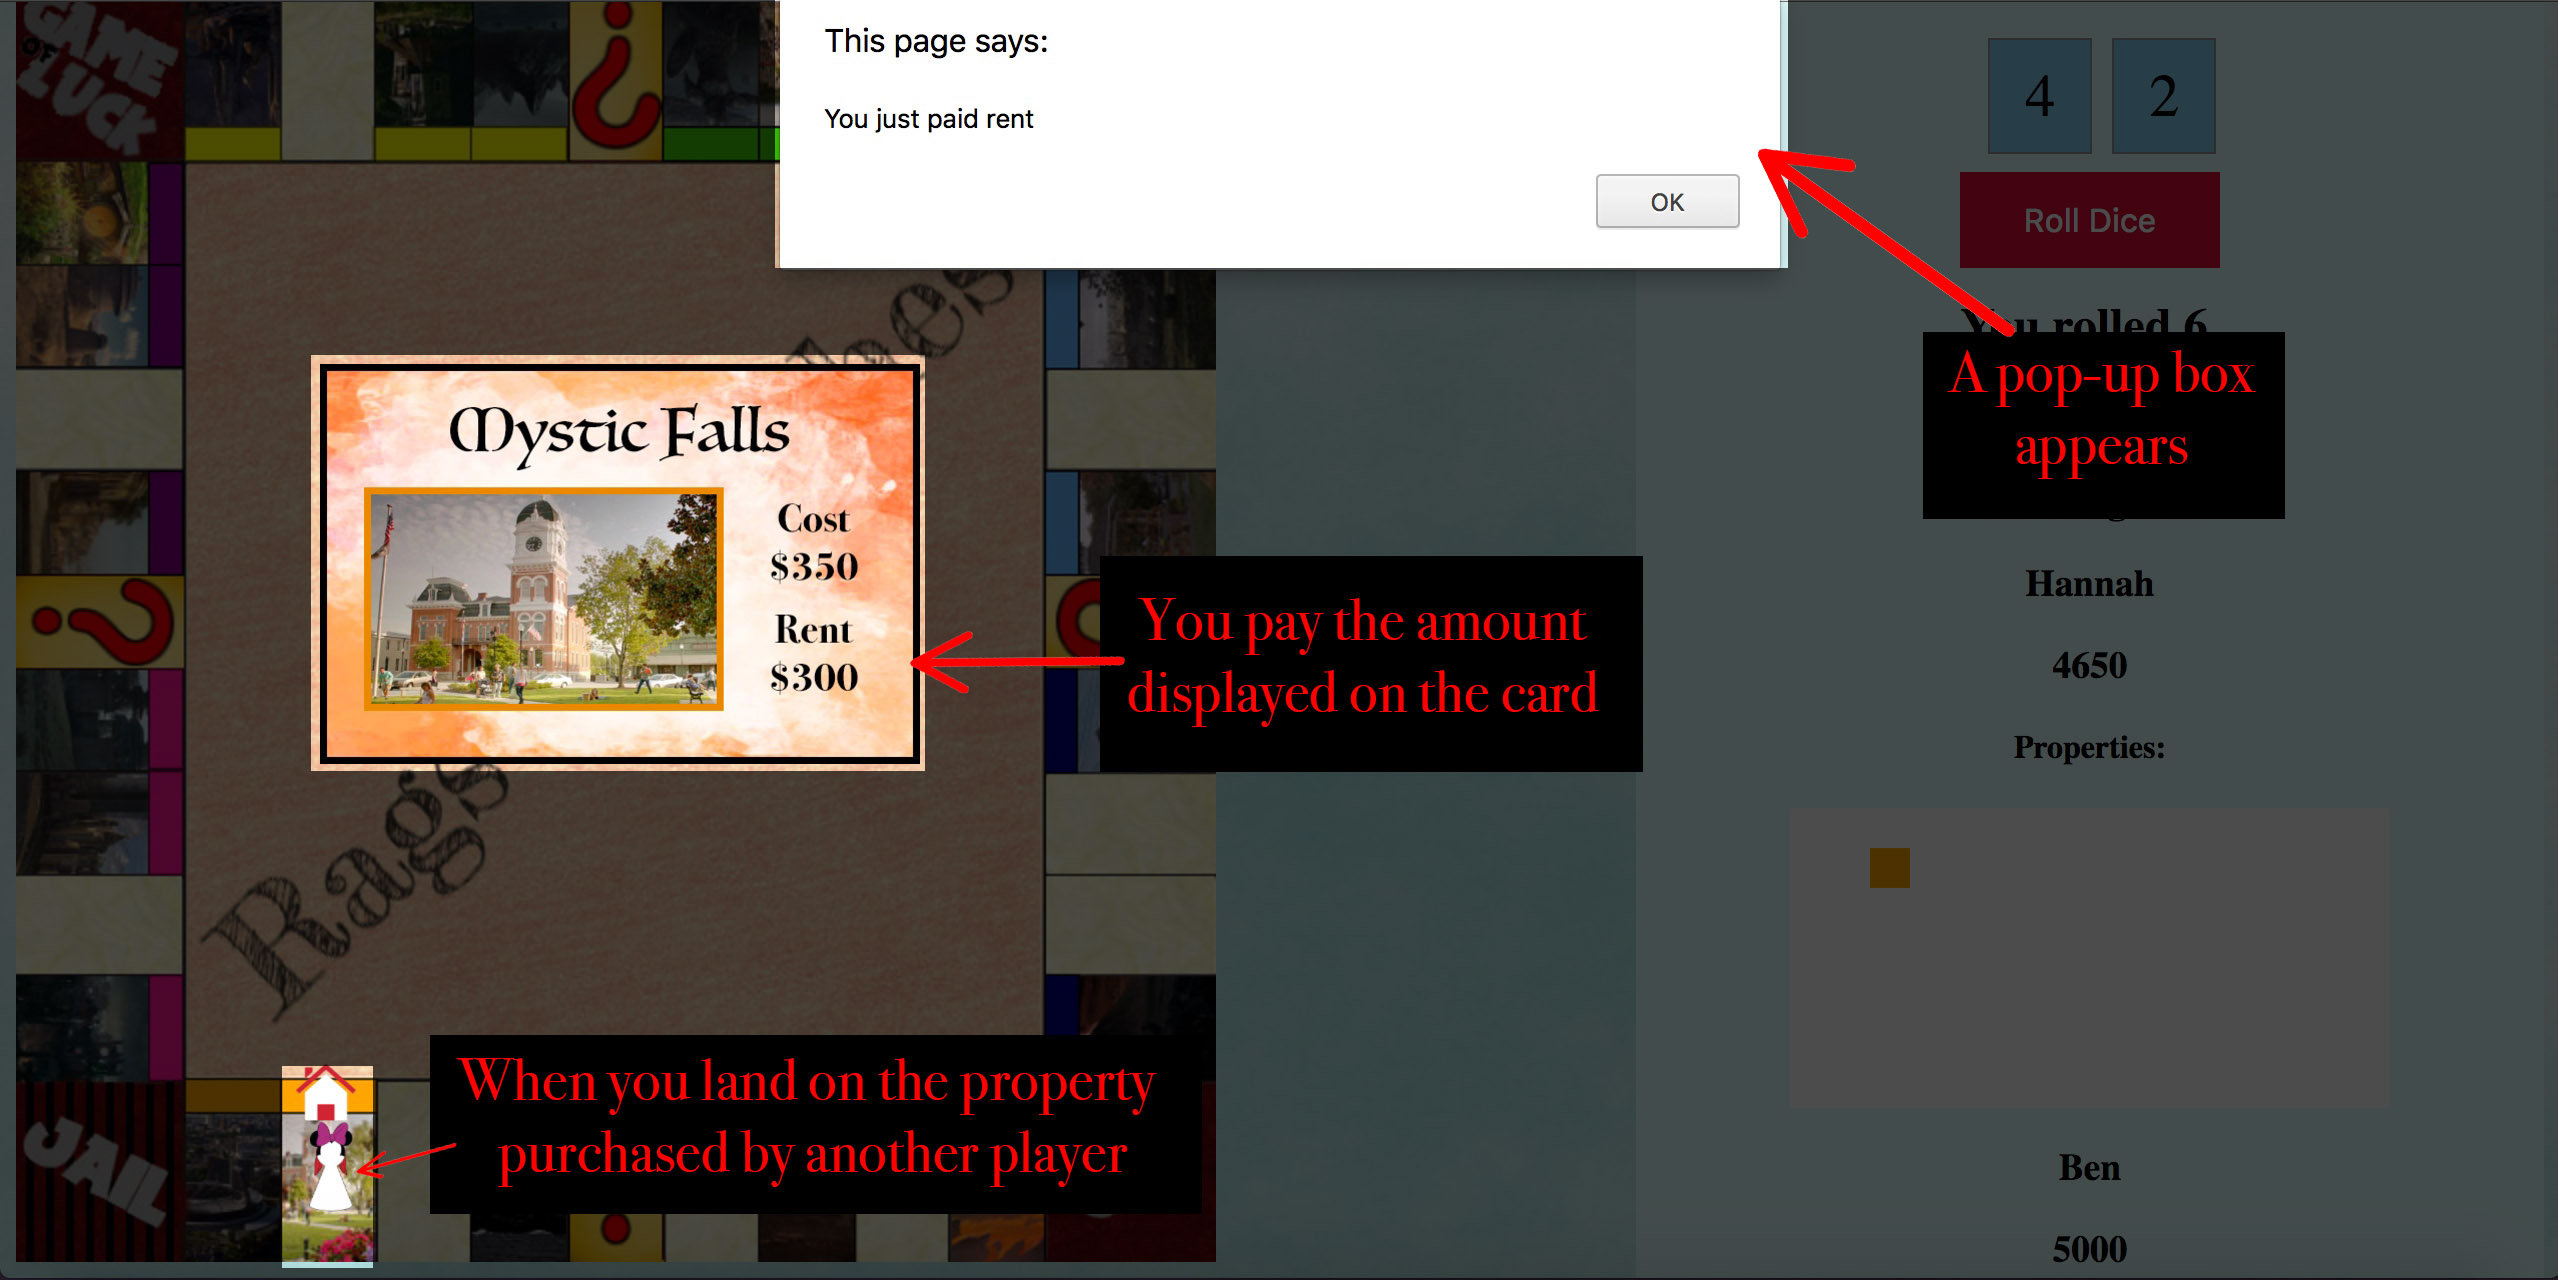 GAME
OF
LUCK
This page says:
You just paid rent
OK
4 2
Roll Dice
You rolled 6
A pop-up box
appears
Mystic Falls
Cost
$350
Rent
$300
You pay the amount
displayed on the card
Hannah
4650
Properties:
Rags
hes
When you land on the property
purchased by another player
JAIL
Ben
5000